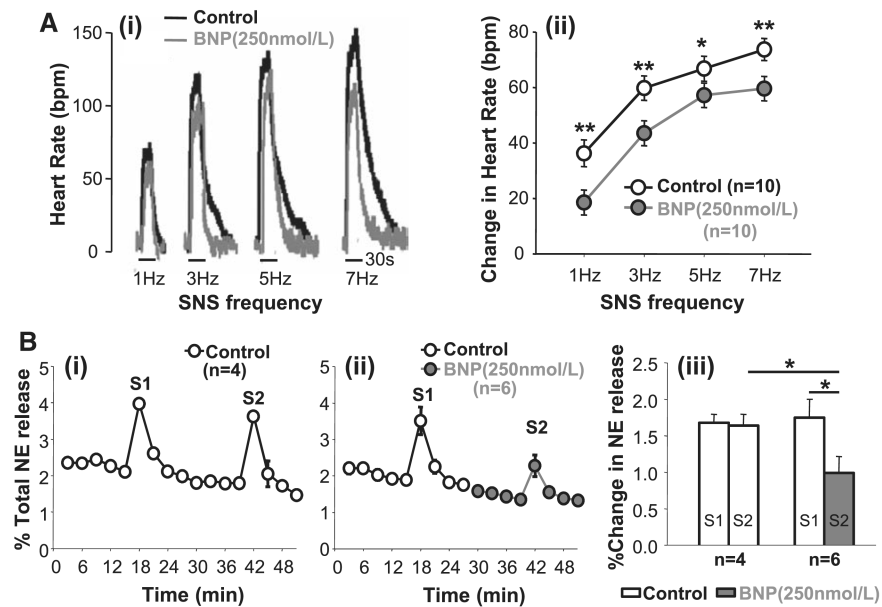 A
(i)
Control
BNP(250nmol/L)
Heart Rate (bpm)
150
100
50
0
1Hz
3Hz
5Hz
7Hz
30s
SNS frequency
(ii)
Change in Heart Rate (bpm)
80
60
40
20
0
**
**
*
**
Control (n=10)
BNP(250nmol/L)
(n=10)
1Hz
3Hz
5Hz
7Hz
SNS frequency
B
(i)
Control
(n=4)
% Total NE release
5
4
3
2
1
0
S1
S2
0 6 12 18 24 30 36 42 48
Time (min)
(ii)
Control
BNP(250nmol/L)
(n=6)
5
4
3
2
1
0
S1
S2
0 6 12 18 24 30 36 42 48
Time (min)
(iii)
%Change in NE release
2.5
2.0
1.5
1.0
0.5
0.0
*
*
S1
S2
S1
S2
n=4
n=6
Control
BNP(250nmol/L)